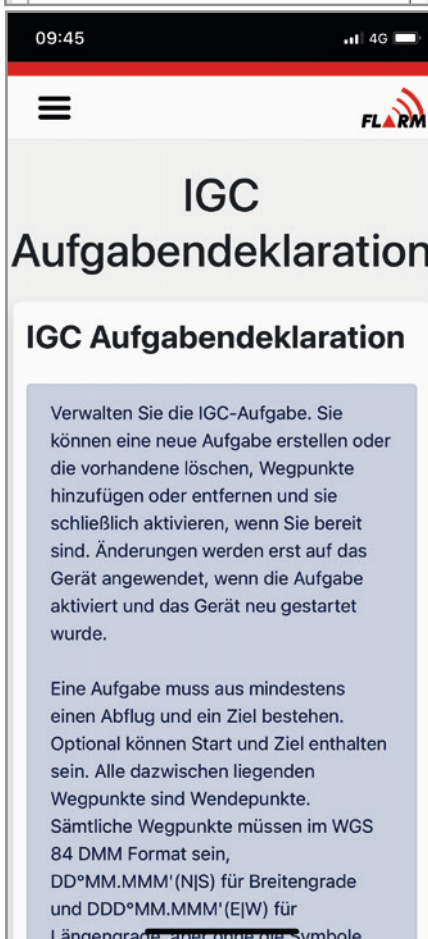 09:45
4G
FLARM
IGC
Aufgabendeklaration
IGC Aufgabendeklaration
Verwalten Sie die IGC-Aufgabe. Sie
können eine neue Aufgabe erstellen oder
die vorhandene löschen, Wegpunkte
hinzufügen oder entfernen und sie
schließlich aktivieren, wenn Sie bereit
sind. Änderungen werden erst auf das
Gerät angewendet, wenn die Aufgabe
aktiviert und das Gerät neu gestartet
wurde.
Eine Aufgabe muss aus mindestens
einen Abflug und ein Ziel bestehen.
Optional können Start und Ziel enthalten
sein. Alle dazwischen liegenden
Wegpunkte sind Wendepunkte.
Sämtliche Wegpunkte müssen im WGS
84 DMM Format sein,
DD°MM.MMM'(N|S) für Breitengrade
und DDD°MM.MMM'(E|W) für
Längengrade, aber ohne die Symbole